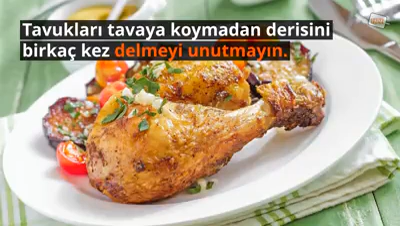 Tavukları tavaya koymadan derisini
birkaç kez delmeyi unutmayın.